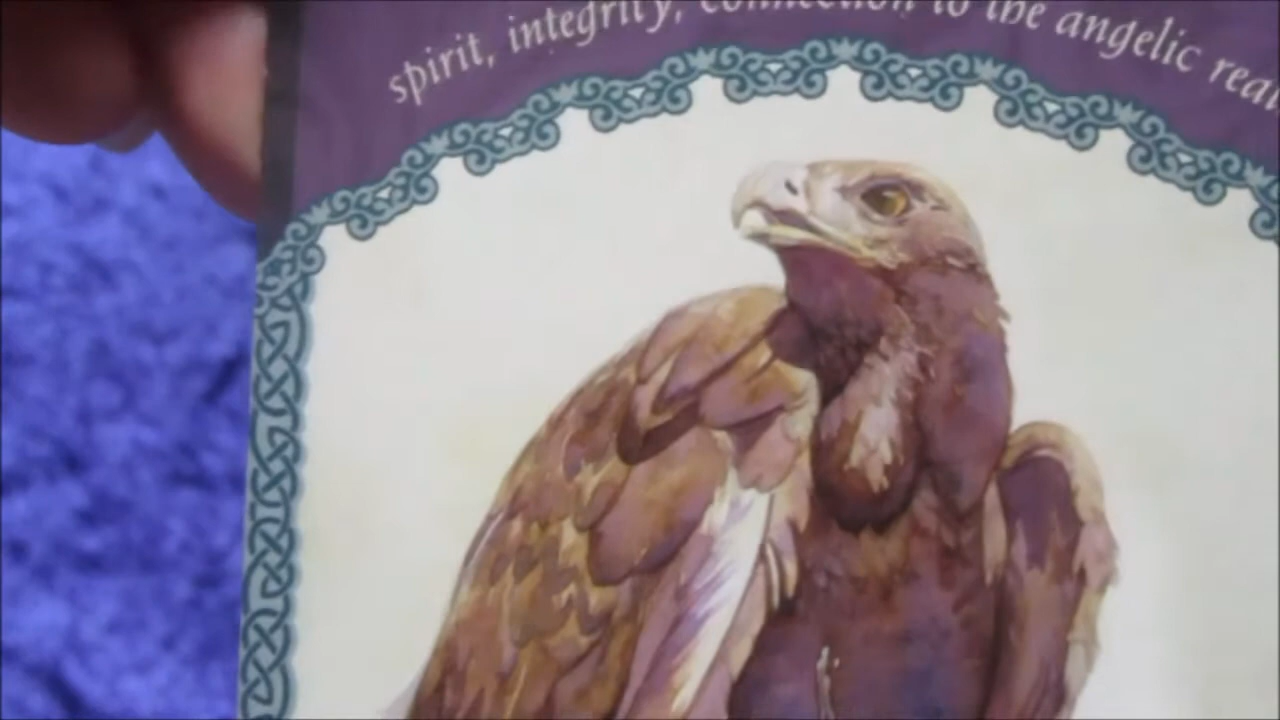 spirit, integrity, connection to the angelic